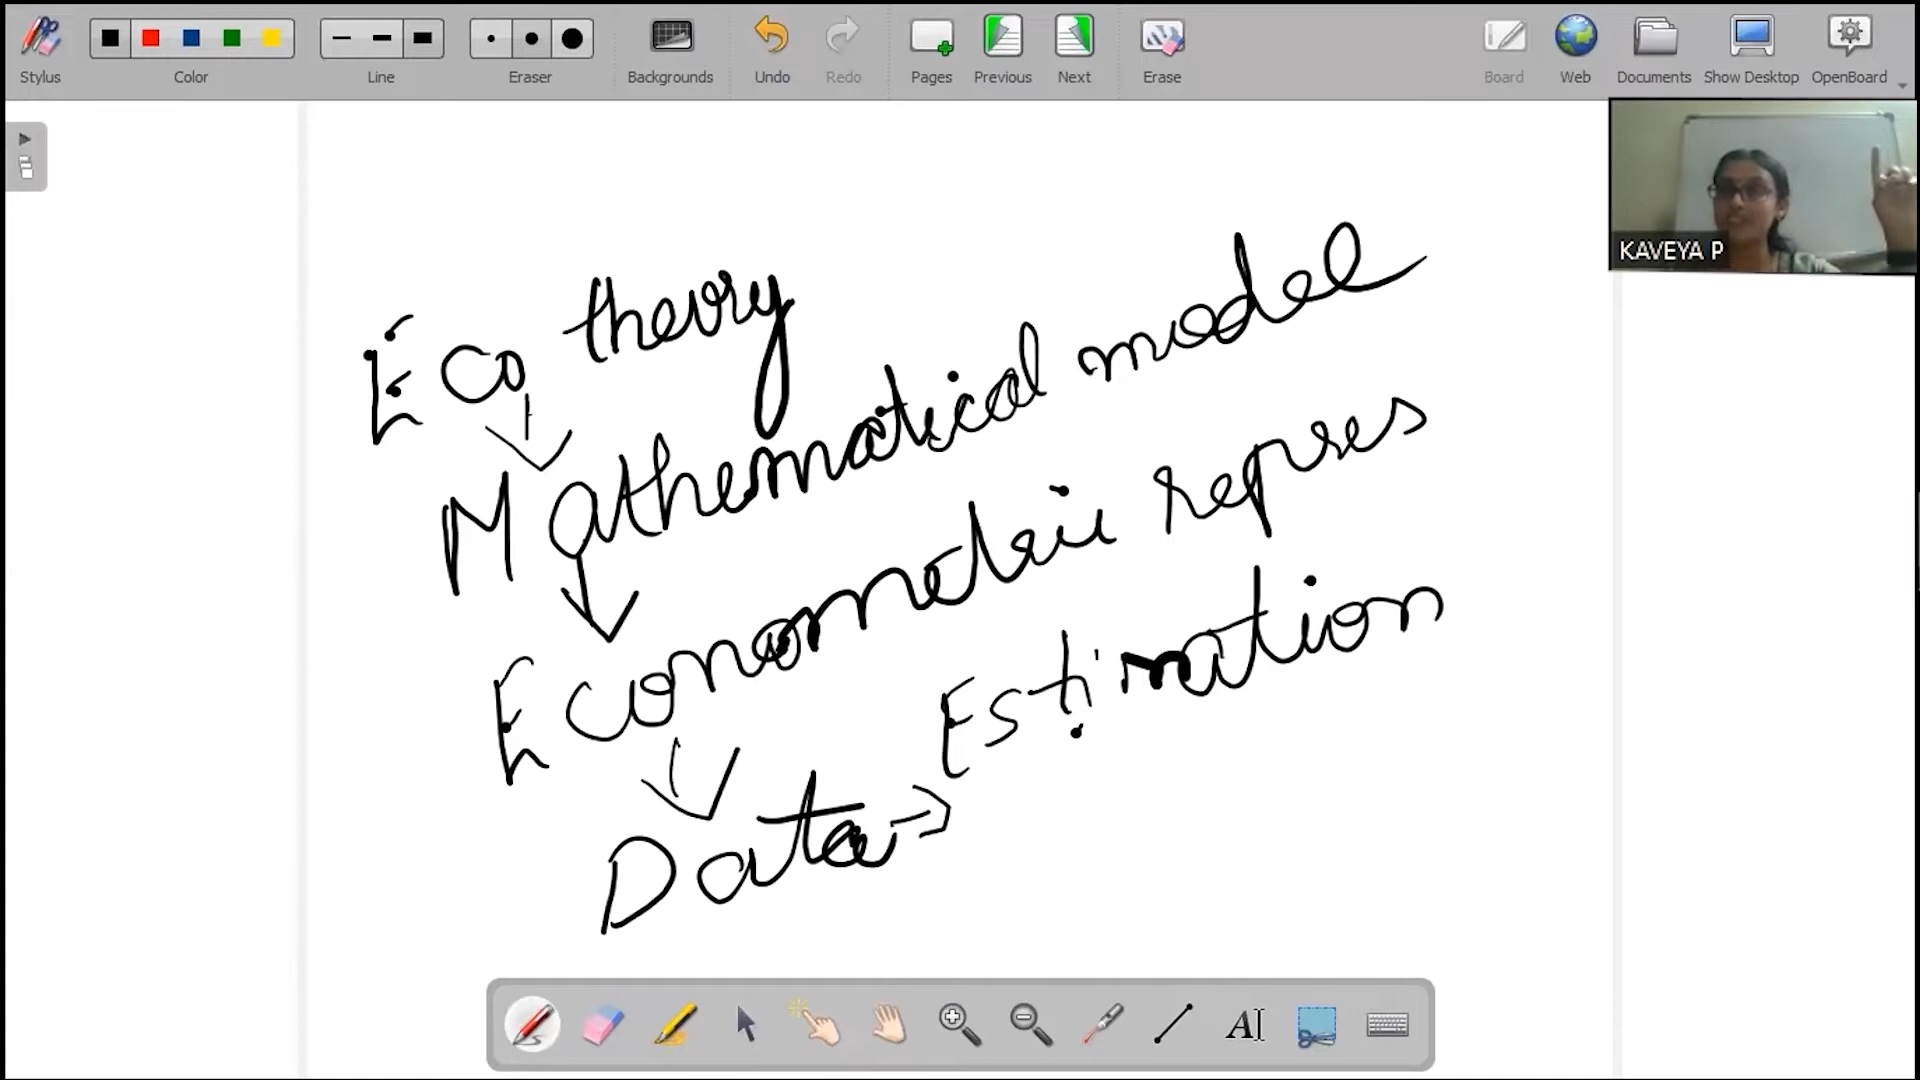 Stylus Color Line Eraser Backgrounds Undo Redo Pages Previous Next Erase Board Web Documents Show Desktop OpenBoard
KAVEYA P
Eco theory
Mathematical model
Econometric repres
Data → Estimation